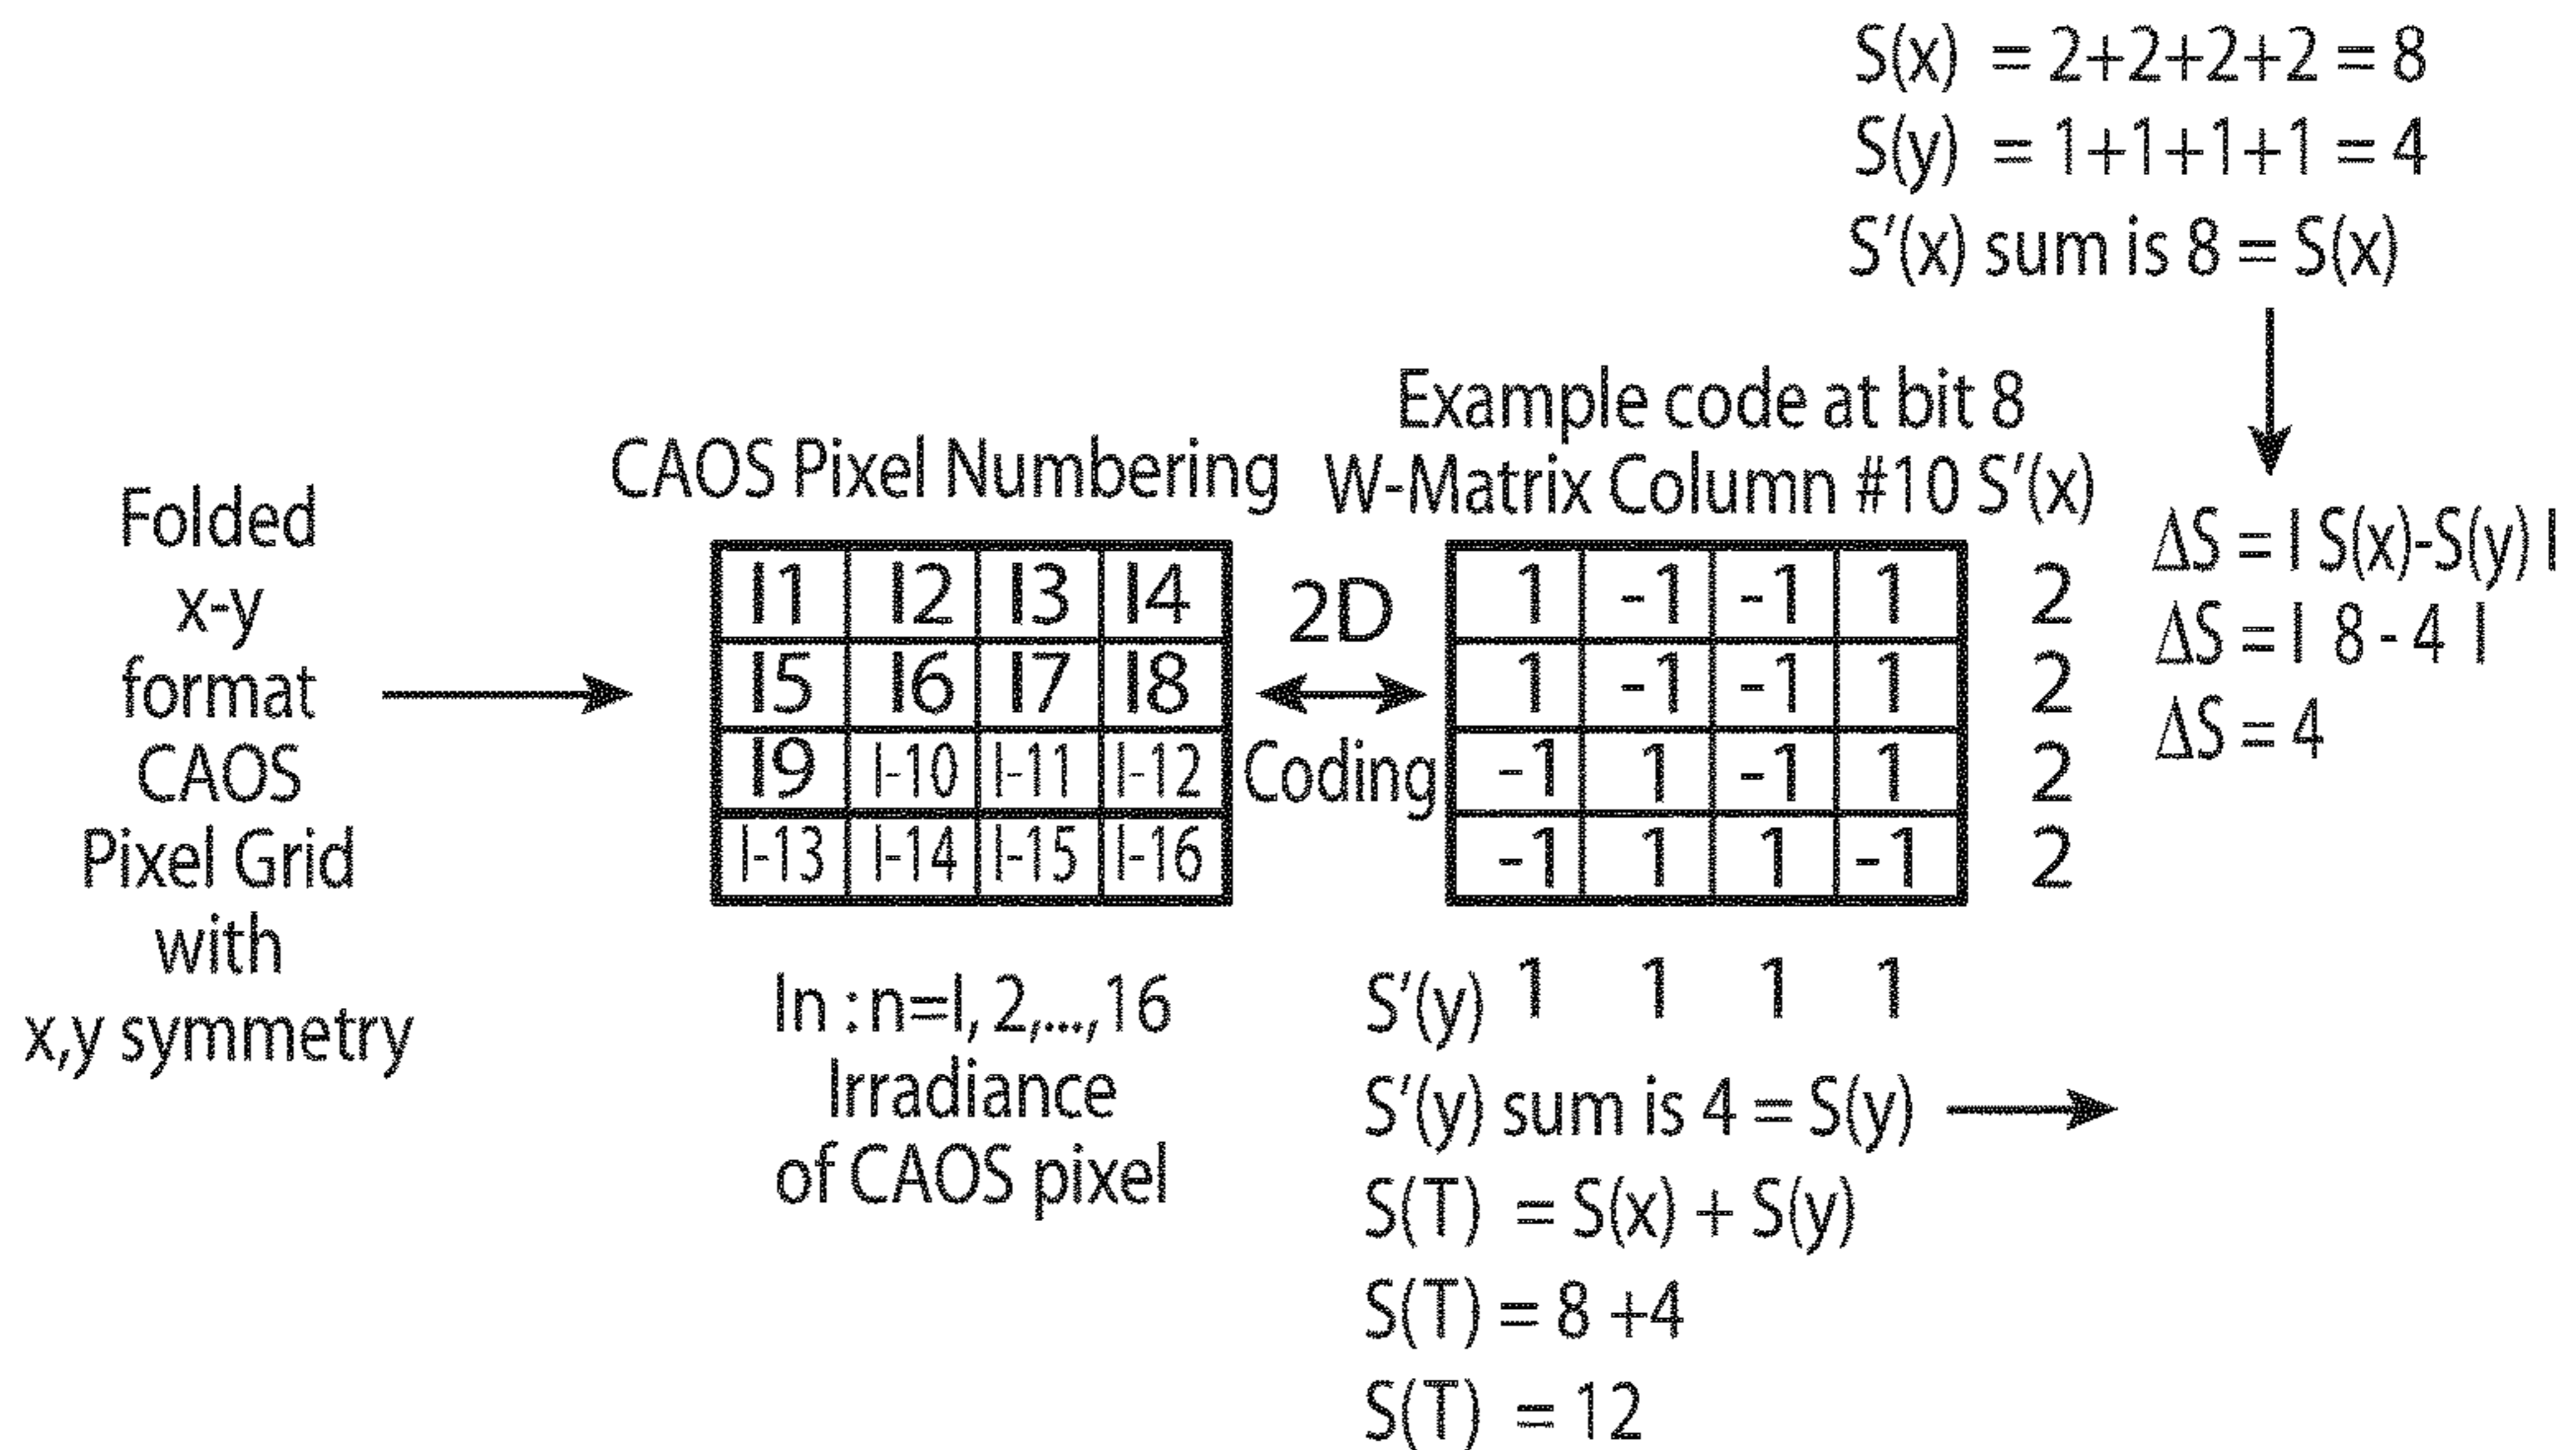 S(x) = 2+2+2+2 = 8
S(y) = 1+1+1+1 = 4
S'(x) sum is 8 = S(x)
Folded
x-y
format
CAOS
Pixel Grid
with
x,y symmetry
CAOS Pixel Numbering
I1 I2 I3 I4
I5 I6 I7 I8
I9 I-10 I-11 I-12
I-13 I-14 I-15 I-16
In : n=I, 2,..., 16
Irradiance
of CAOS pixel
2D
Coding
Example code at bit 8
W-Matrix Column #10 S'(x)
1 -1 -1 1 2
1 -1 -1 1 2
-1 1 -1 1 2
-1 1 1 -1 2
S'(y) 1 1 1 1
S'(y) sum is 4 = S(y)
S(T) = S(x) + S(y)
S(T) = 8 +4
S(T) = 12
ΔS = I S(x)-S(y) I
ΔS = I 8 - 4 I
ΔS = 4